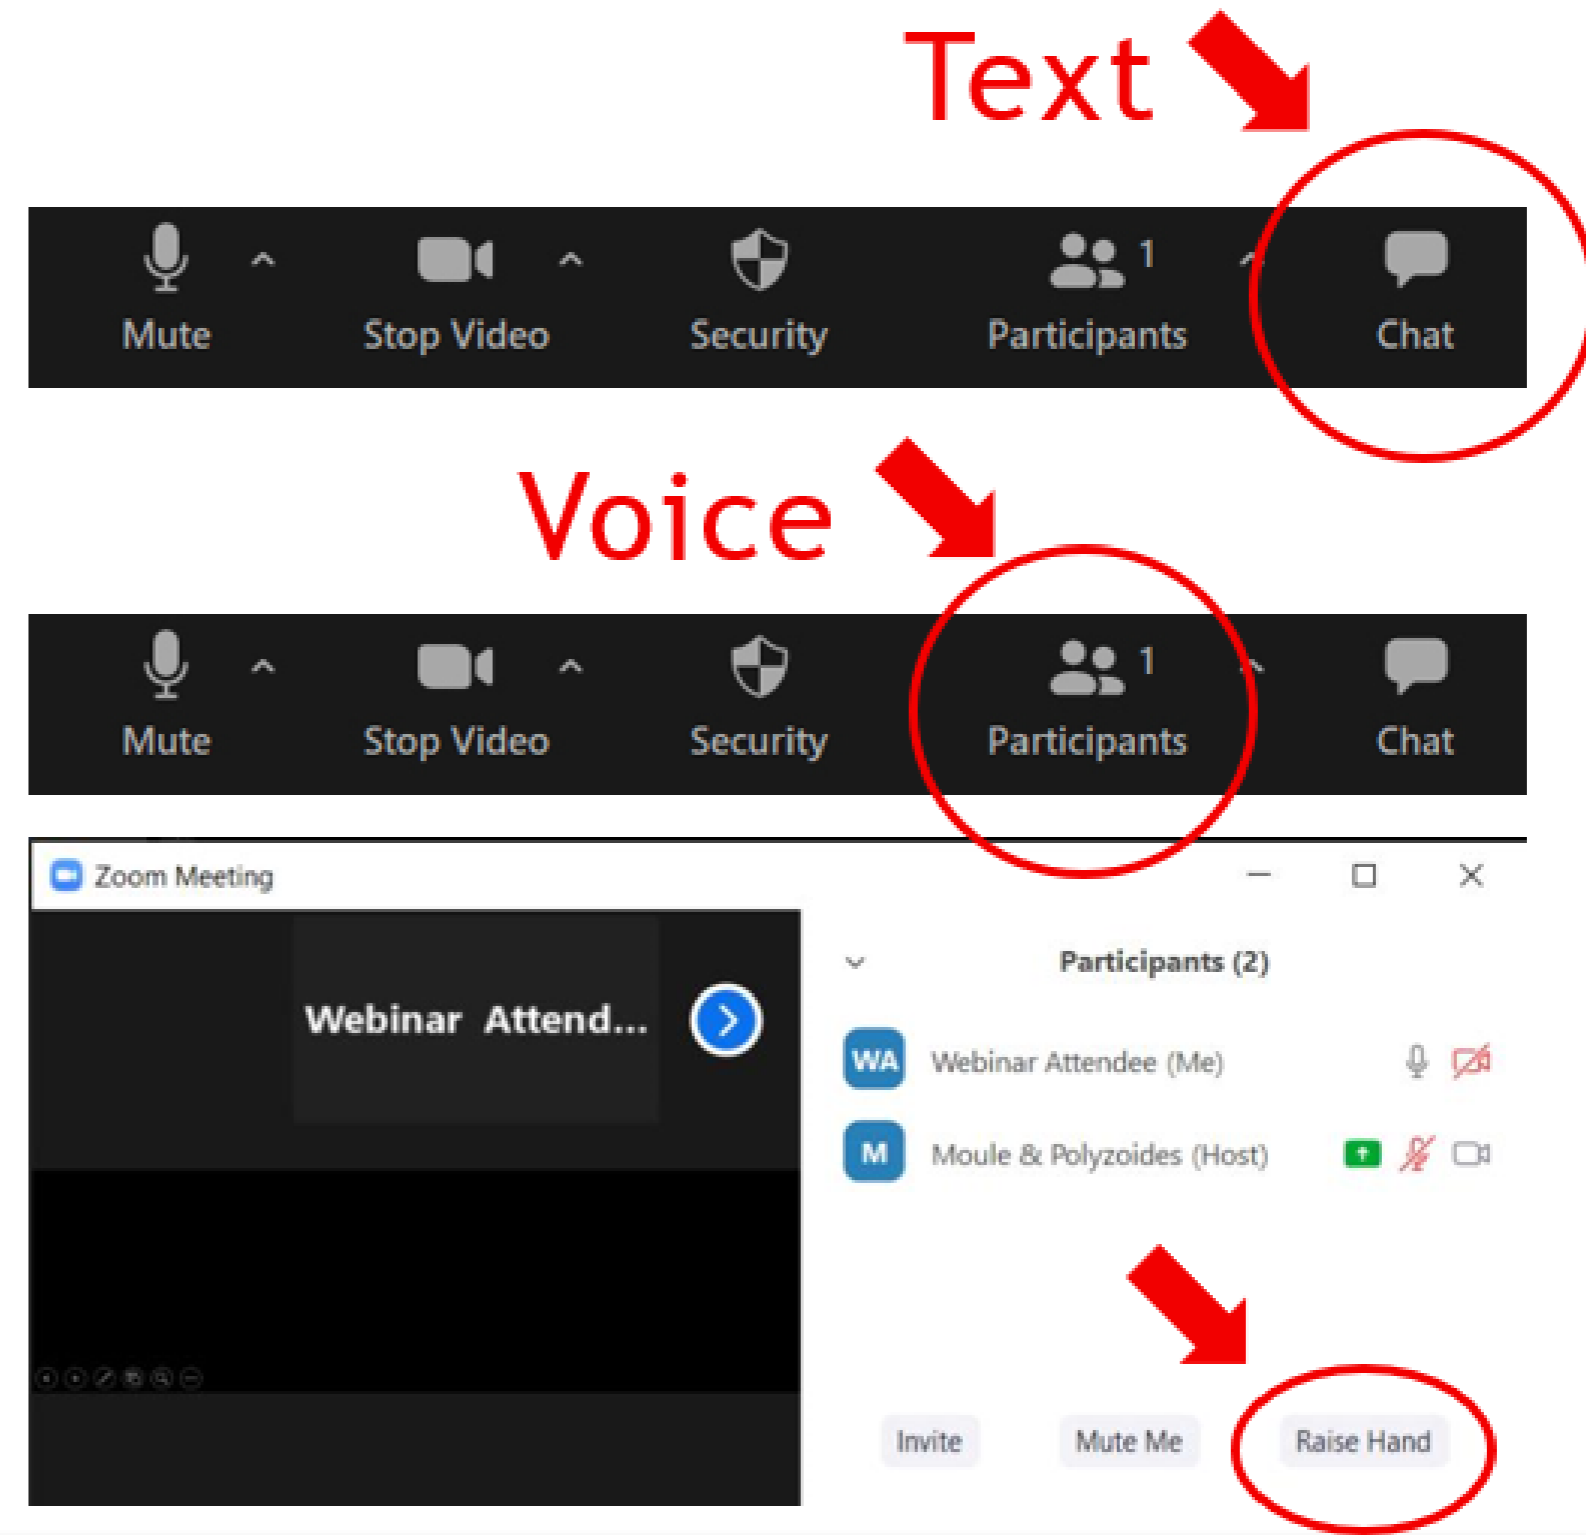 Text
1
Mute Stop Video Security Participants Chat
Voice
1
Mute Stop Video Security Participants Chat
Zoom Meeting
Participants (2)
Webinar Attend...
WA Webinar Attendee (Me)
M Moule & Polyzoides (Host)
Invite Mute Me Raise Hand